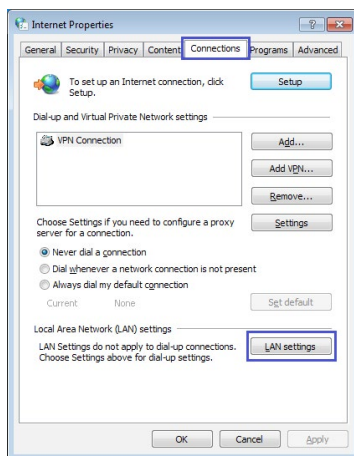 Internet Properties
General Security Privacy Content Connections Programs Advanced
To set up an Internet connection, click
Setup.
Setup
Dial-up and Virtual Private Network settings
VPN Connection
Add...
Add VPN...
Remove...
Choose Settings if you need to configure a proxy
server for a connection.
Settings
Never dial a connection
Dial whenever a network connection is not present
Always dial my default connection
Current None
Set default
Local Area Network (LAN) settings
LAN Settings do not apply to dial-up connections.
Choose Settings above for dial-up settings.
LAN settings
OK Cancel Apply